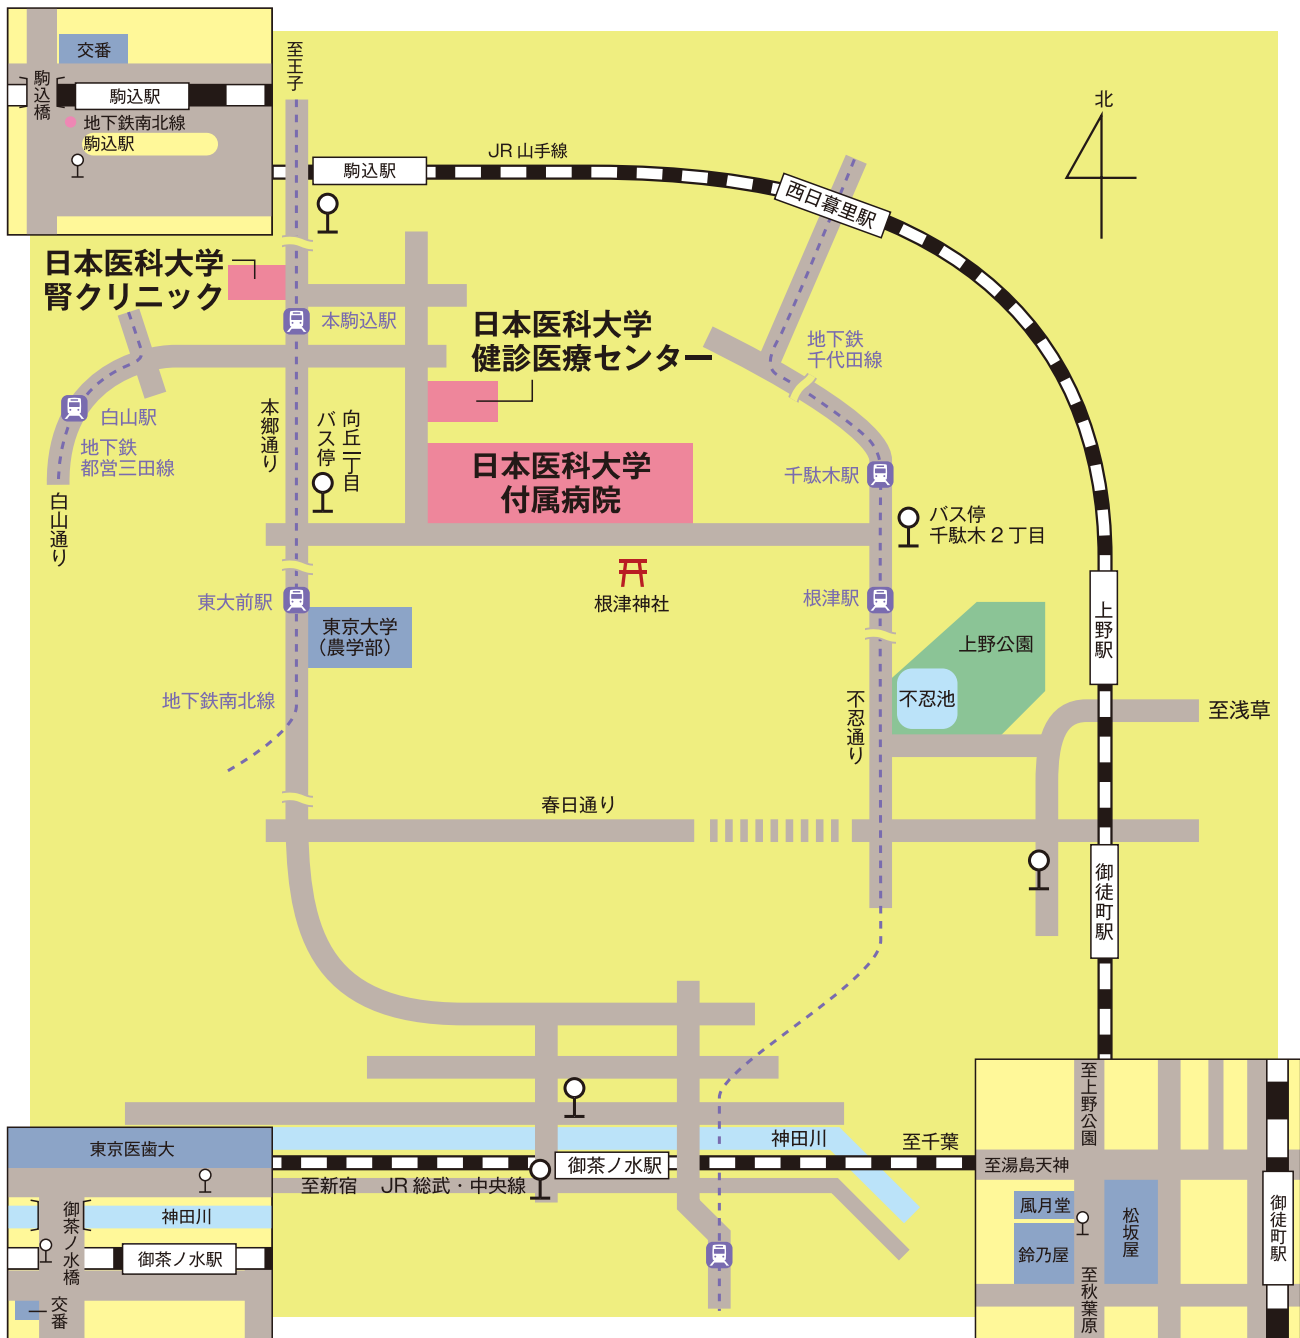 交番
駒込橋
駒込駅
地下鉄南北線
駒込駅
至王子
駒込駅
JR 山手線
西日暮里駅
北
日本医科大学
腎クリニック
本駒込駅
日本医科大学
健診医療センター
地下鉄
千代田線
白山駅
地下鉄
都営三田線
白山通り
本郷通り
向丘二丁目
バス停
日本医科大学
付属病院
千駄木駅
バス停
千駄木２丁目
根津神社
根津駅
東大前駅
東京大学
（農学部）
上野公園
不忍池
上野駅
地下鉄南北線
不忍通り
至浅草
春日通り
御徒町駅
神田川
至千葉
御茶ノ水駅
至新宿
JR 総武・中央線
東京医歯大
御茶ノ水橋
神田川
御茶ノ水駅
交番
至上野公園
至湯島天神
風月堂
鈴乃屋
松坂屋
御徒町駅
至秋葉原